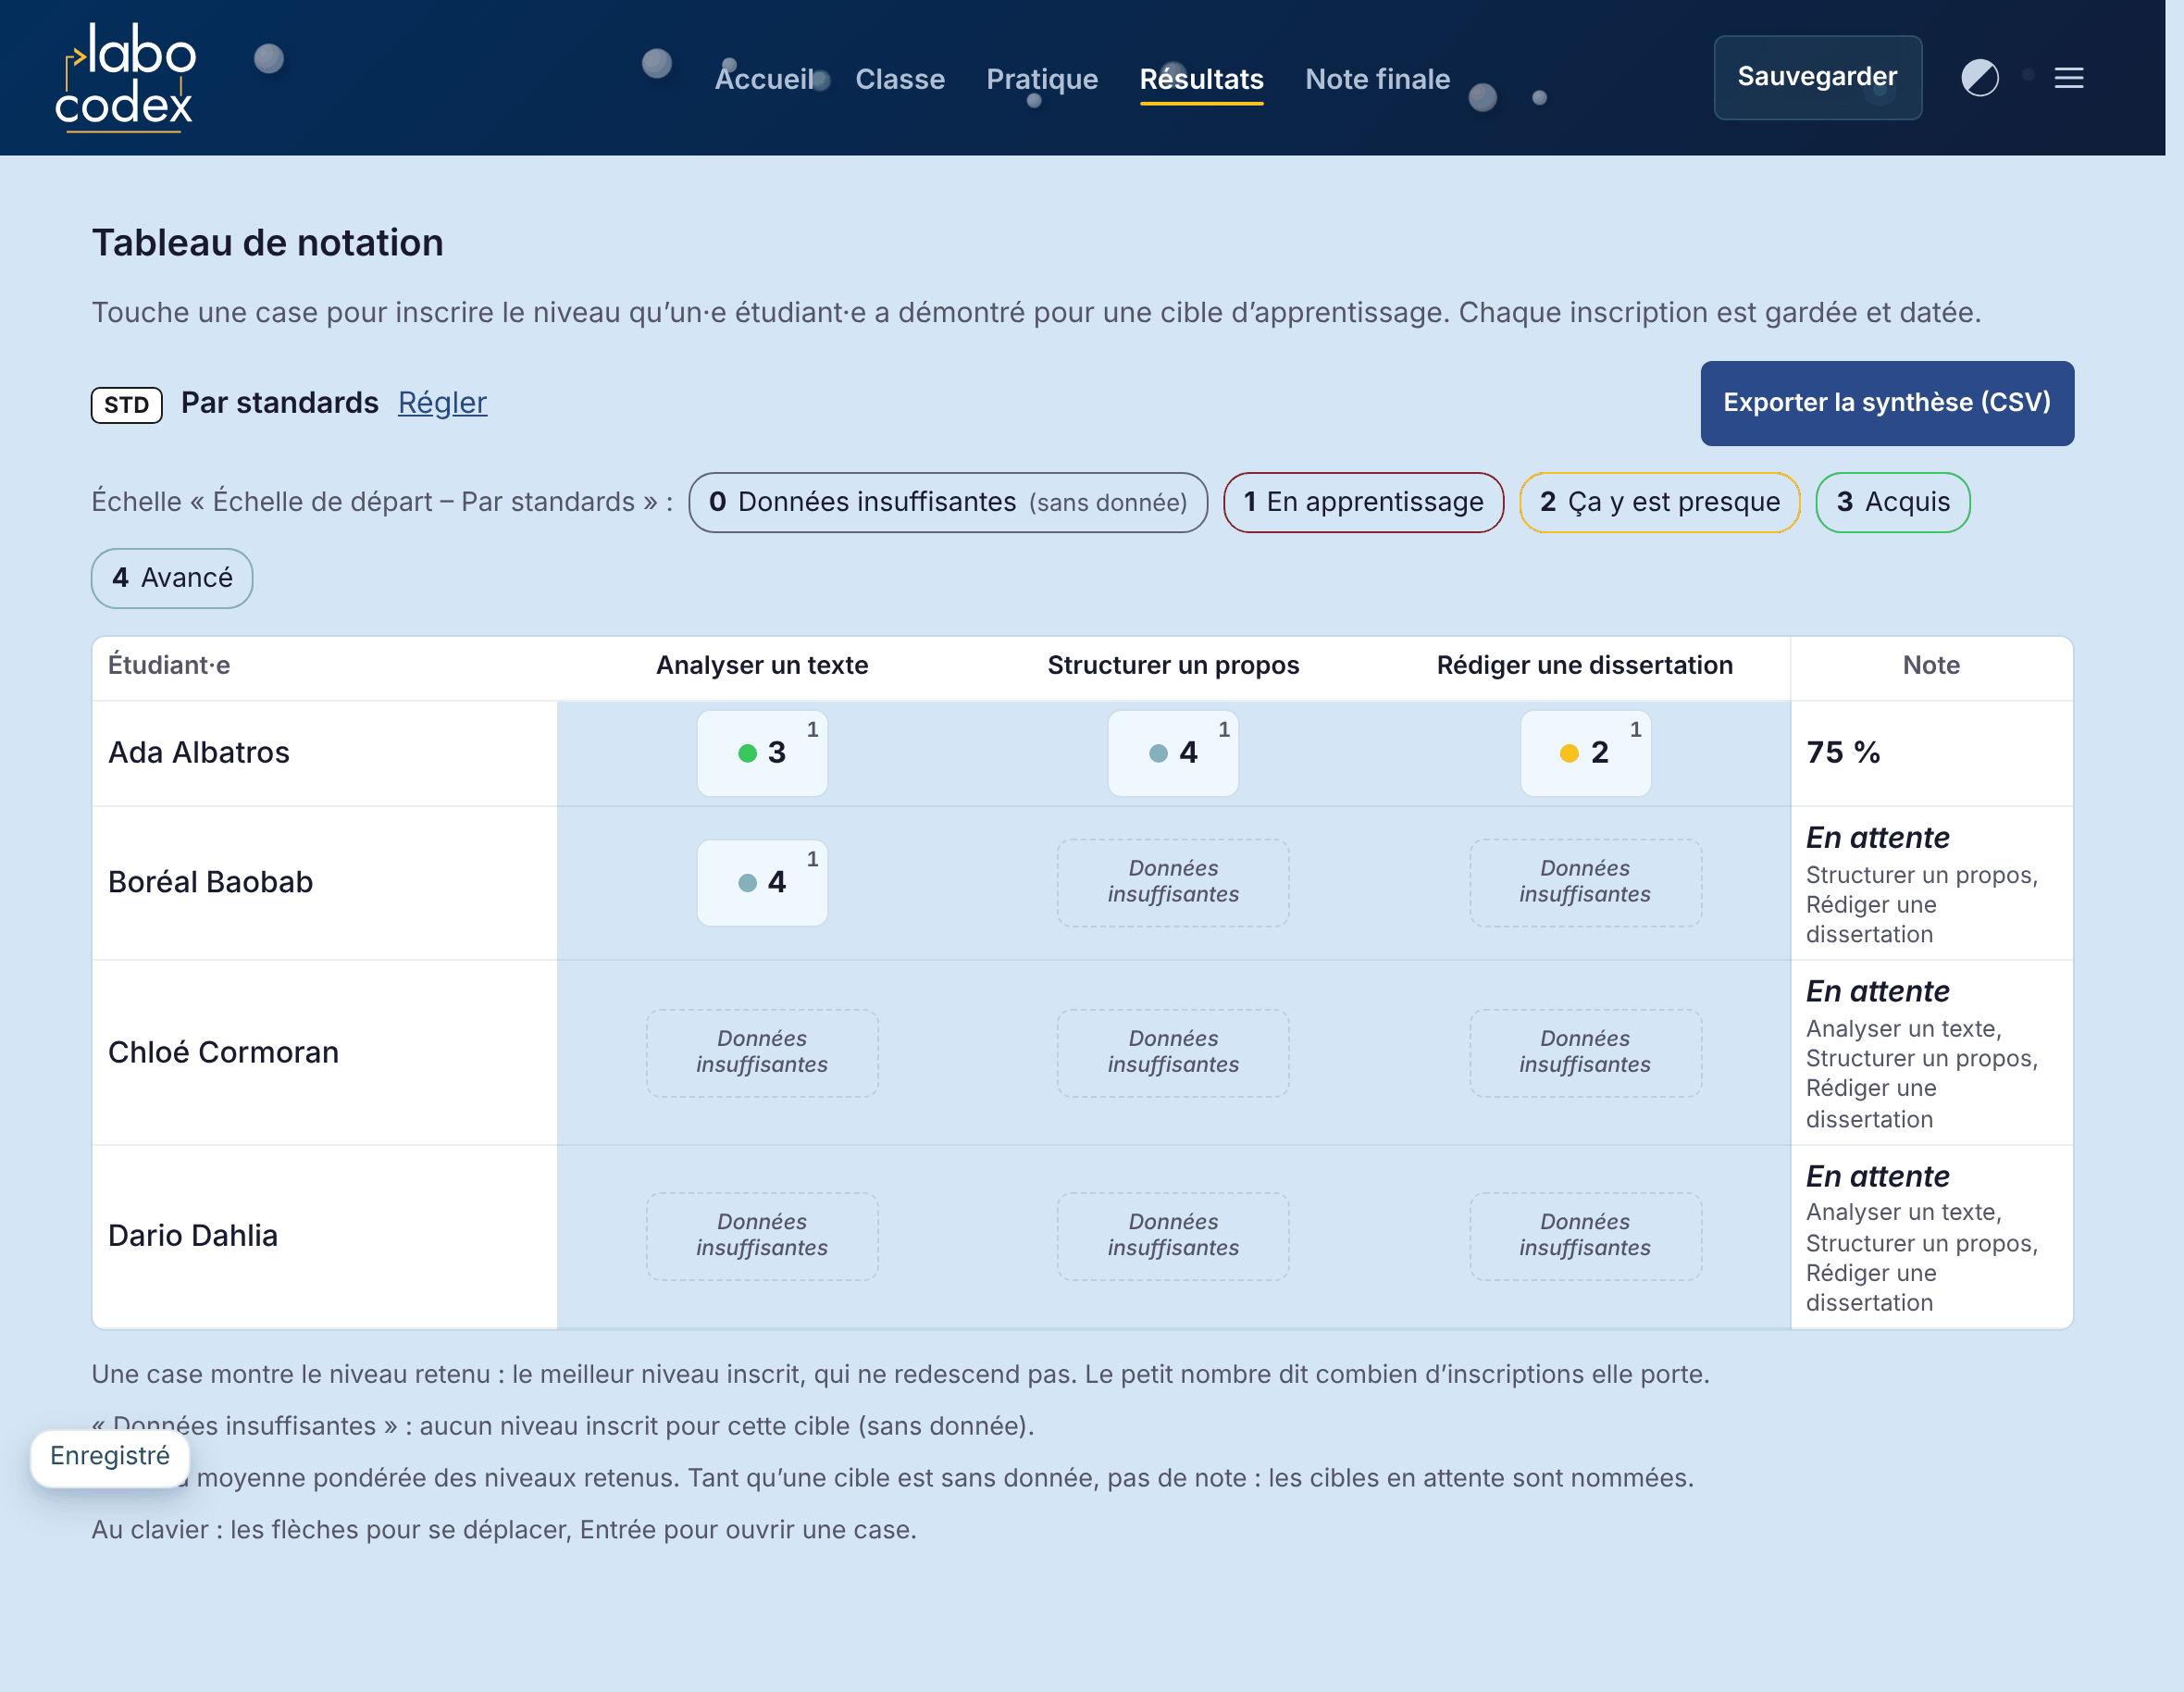 labo
codex
Accueil Classe Pratique Résultats Note finale Sauvegarder
Tableau de notation
Touche une case pour inscrire le niveau qu’un·e étudiant·e a démontré pour une cible d’apprentissage. Chaque inscription est gardée et datée.
STD Par standards Régler Exporter la synthèse (CSV)
Échelle « Échelle de départ – Par standards » : 0 Données insuffisantes (sans donnée) 1 En apprentissage 2 Ça y est presque 3 Acquis
4 Avancé
Étudiant·e Analyser un texte Structurer un propos Rédiger une dissertation Note
Ada Albatros 3 1 4 1 2 1 75 %
Boréal Baobab 4 1 Données insuffisantes Données insuffisantes En attente
Structurer un propos,
Rédiger une
dissertation
Chloé Cormoran Données insuffisantes Données insuffisantes Données insuffisantes En attente
Analyser un texte,
Structurer un propos,
Rédiger une
dissertation
Dario Dahlia Données insuffisantes Données insuffisantes Données insuffisantes En attente
Analyser un texte,
Structurer un propos,
Rédiger une
dissertation
Une case montre le niveau retenu : le meilleur niveau inscrit, qui ne redescend pas. Le petit nombre dit combien d’inscriptions elle porte.
« Données insuffisantes » : aucun niveau inscrit pour cette cible (sans donnée).
Enregistré
moyenne pondérée des niveaux retenus. Tant qu’une cible est sans donnée, pas de note : les cibles en attente sont nommées.
Au clavier : les flèches pour se déplacer, Entrée pour ouvrir une case.